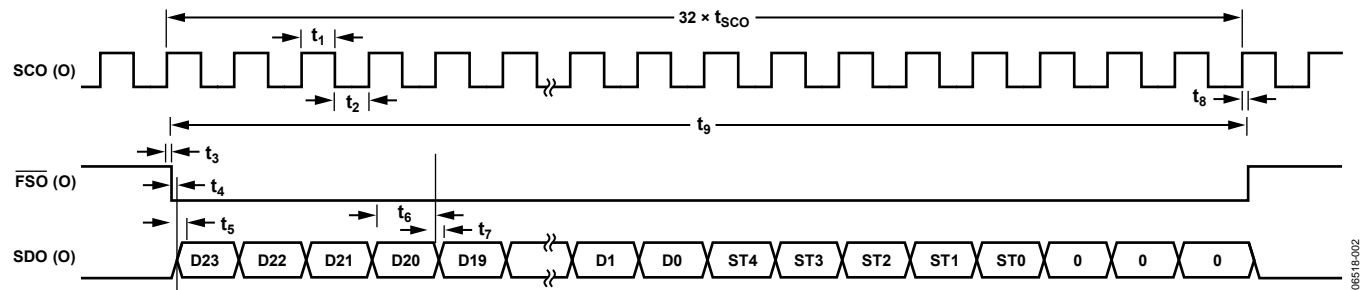 32 × tSCO
t1
SCO (O)
t2
t8
t9
t3
FSO (O)
t4
t6
t5
t7
SDO (O)
D23 D22 D21 D20 D19 D1 D0 ST4 ST3 ST2 ST1 ST0 0 0 0
06518-002